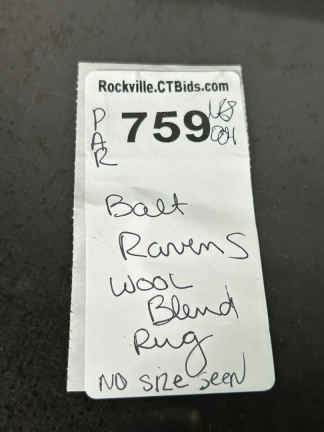 Rockville.CTBids.com
PAR
759
Balt
Ravens
Wool
Blend
Rug
NO Size Seen